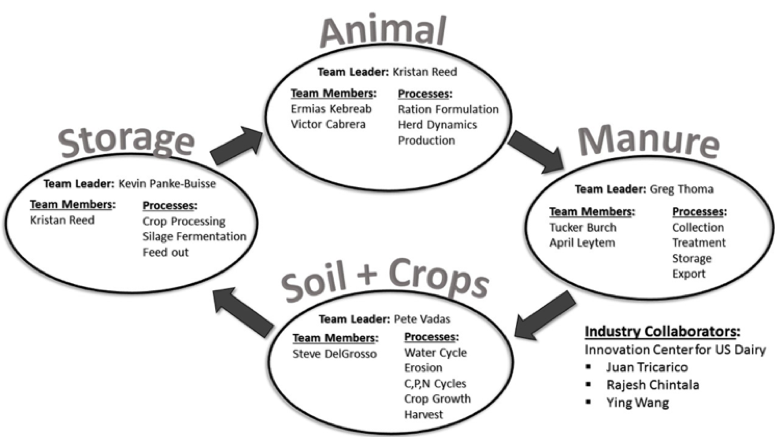 Animal
Team Leader: Kristan Reed
Team Members:
Ermias Kebreab
Victor Cabrera
Processes:
Ration Formulation
Herd Dynamics
Production
Storage
Team Leader: Kevin Panke-Buisse
Team Members:
Kristan Reed
Processes:
Crop Processing
Silage Fermentation
Feed out
Manure
Team Leader: Greg Thoma
Team Members:
Tucker Burch
April Leytem
Processes:
Collection
Treatment
Storage
Export
Soil + Crops
Team Leader: Pete Vadas
Team Members:
Steve DelGrosso
Processes:
Water Cycle
Erosion
C,P,N Cycles
Crop Growth
Harvest
Industry Collaborators:
Innovation Center for US Dairy
▪ Juan Tricarico
▪ Rajesh Chintala
▪ Ying Wang